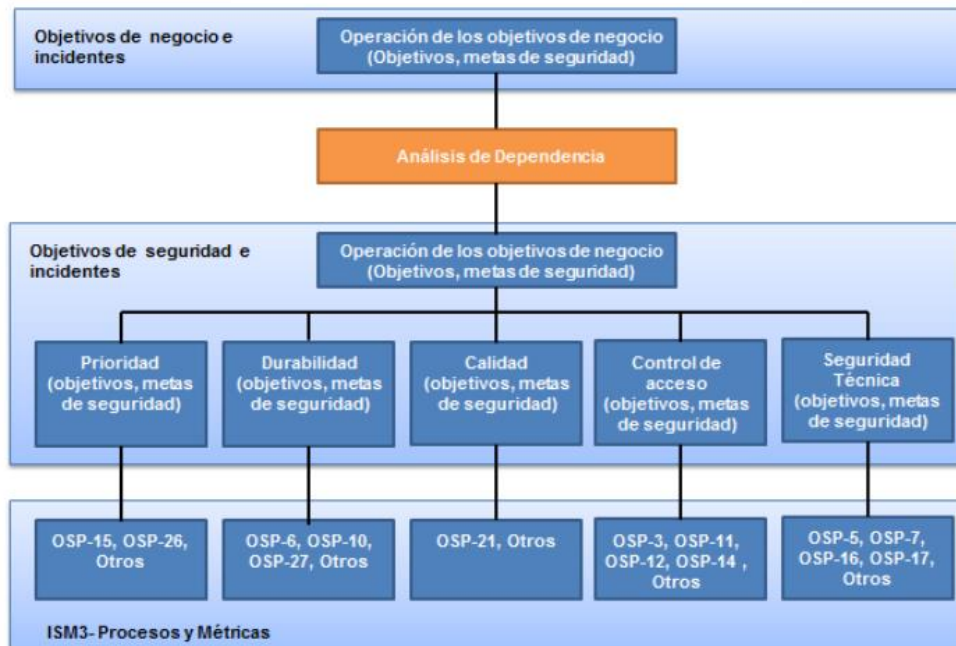 Objetivos de negocio e
incidentes
Operación de los objetivos de negocio
(Objetivos, metas de seguridad)
Análisis de Dependencia
Objetivos de seguridad e
incidentes
Operación de los objetivos de negocio
(Objetivos, metas de seguridad)
Prioridad
(objetivos, metas
de seguridad)
Durabilidad
(objetivos, metas
de seguridad)
Calidad
(objetivos, metas
de seguridad)
Control de
acceso
(objetivos, metas
de seguridad)
Seguridad
Técnica
(objetivos, metas
de seguridad)
OSP-15, OSP-26,
Otros
OSP-6, OSP-10,
OSP-27, Otros
OSP-21, Otros
OSP-3, OSP-11,
OSP-12, OSP-14 ,
Otros
OSP-5, OSP-7,
OSP-16, OSP-17,
Otros
ISM3- Procesos y Métricas